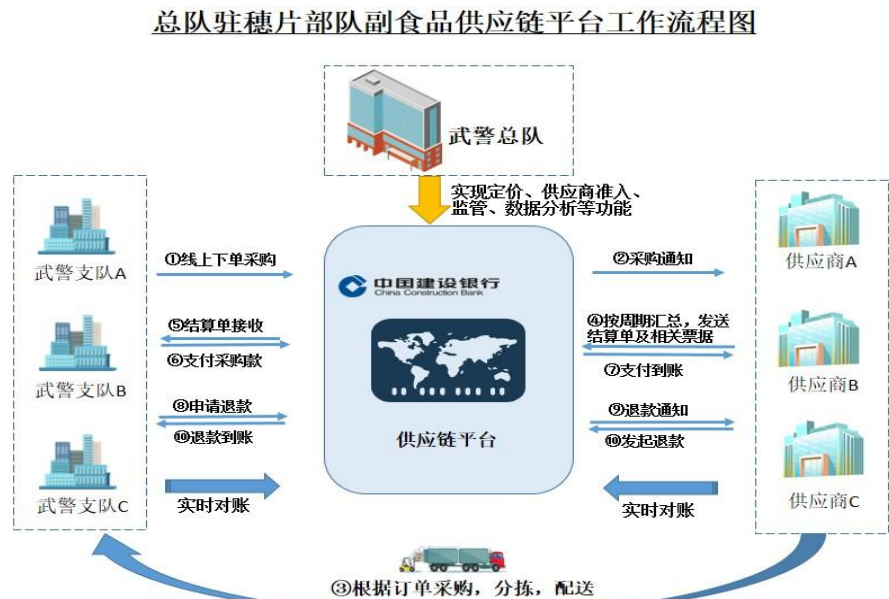 总队驻穗片部队副食品供应链平台工作流程图
武警总队
实现定价、供应商准入、
监管、数据分析等功能
武警支队A
①线上下单采购
中国建设银行
China Construction Bank
②采购通知
供应商A
武警支队B
⑤结算单接收
⑥支付采购款
④按周期汇总，发送
结算单及相关票据
⑦支付到账
供应商B
⑧申请退款
⑩退款到账
供应链平台
⑨退款通知
⑩发起退款
武警支队C
实时对账
实时对账
供应商C
③根据订单采购，分拣，配送